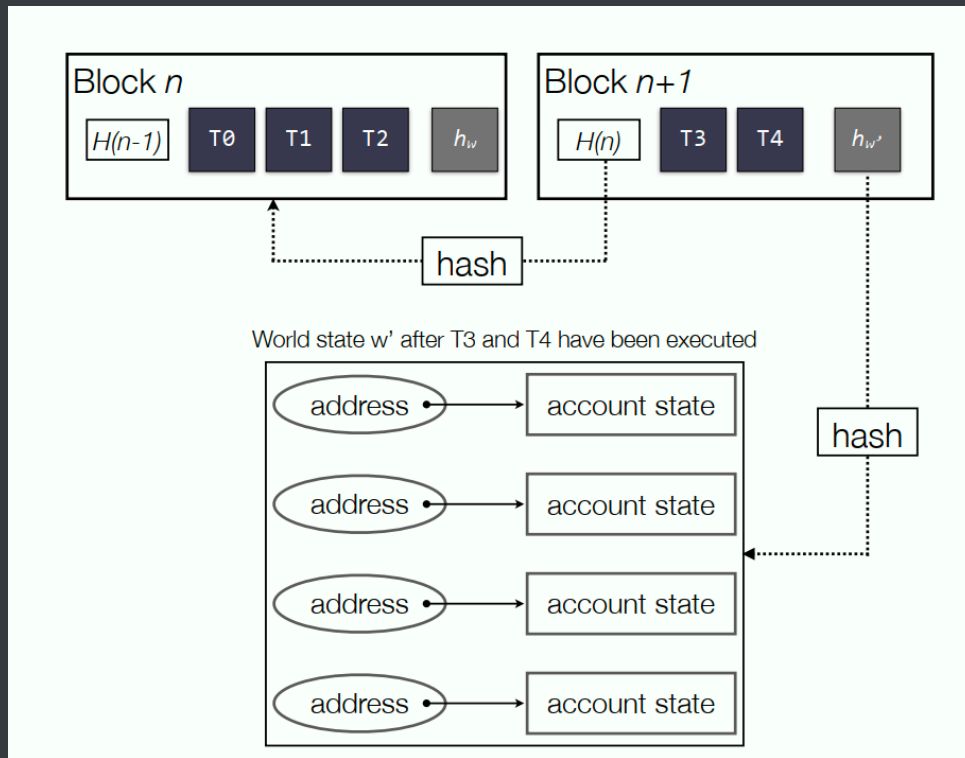 Block n
H(n-1) T0 T1 T2 hw
Block n+1
H(n) T3 T4 hw'
hash
World state w' after T3 and T4 have been executed
address account state
address account state
address account state
address account state
hash